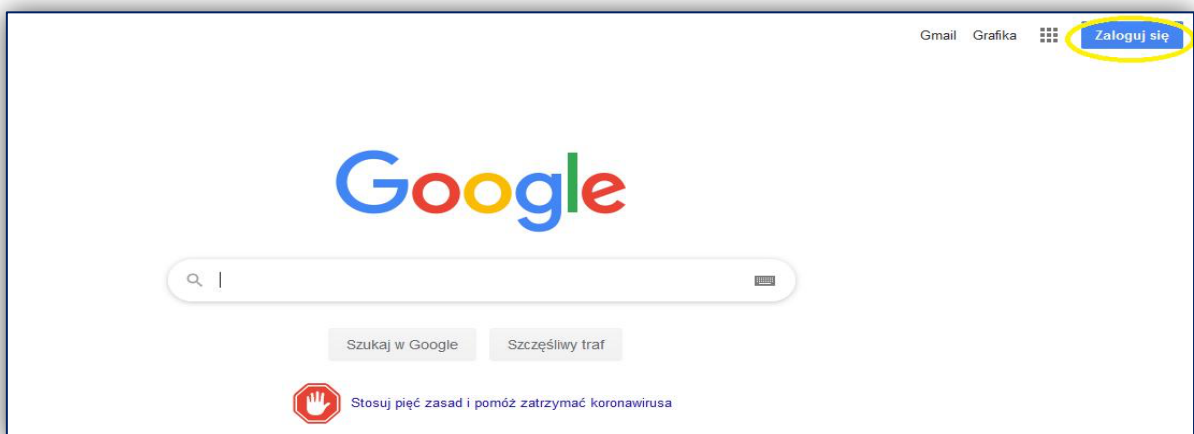 Gmail Grafika Zaloguj się
Google
Szukaj w Google Szczęśliwy traf
Stosuj pięć zasad i pomóż zatrzymać koronawirusa